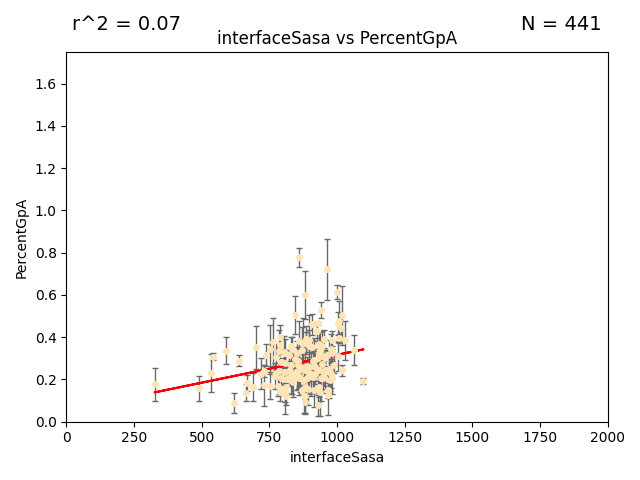 r^2 = 0.07
N = 441
interfaceSasa vs PercentGpA
PercentGpA
1.6
1.4
1.2
1.0
0.8
0.6
0.4
0.2
0.0
0 250 500 750 1000 1250 1500 1750 2000
interfaceSasa